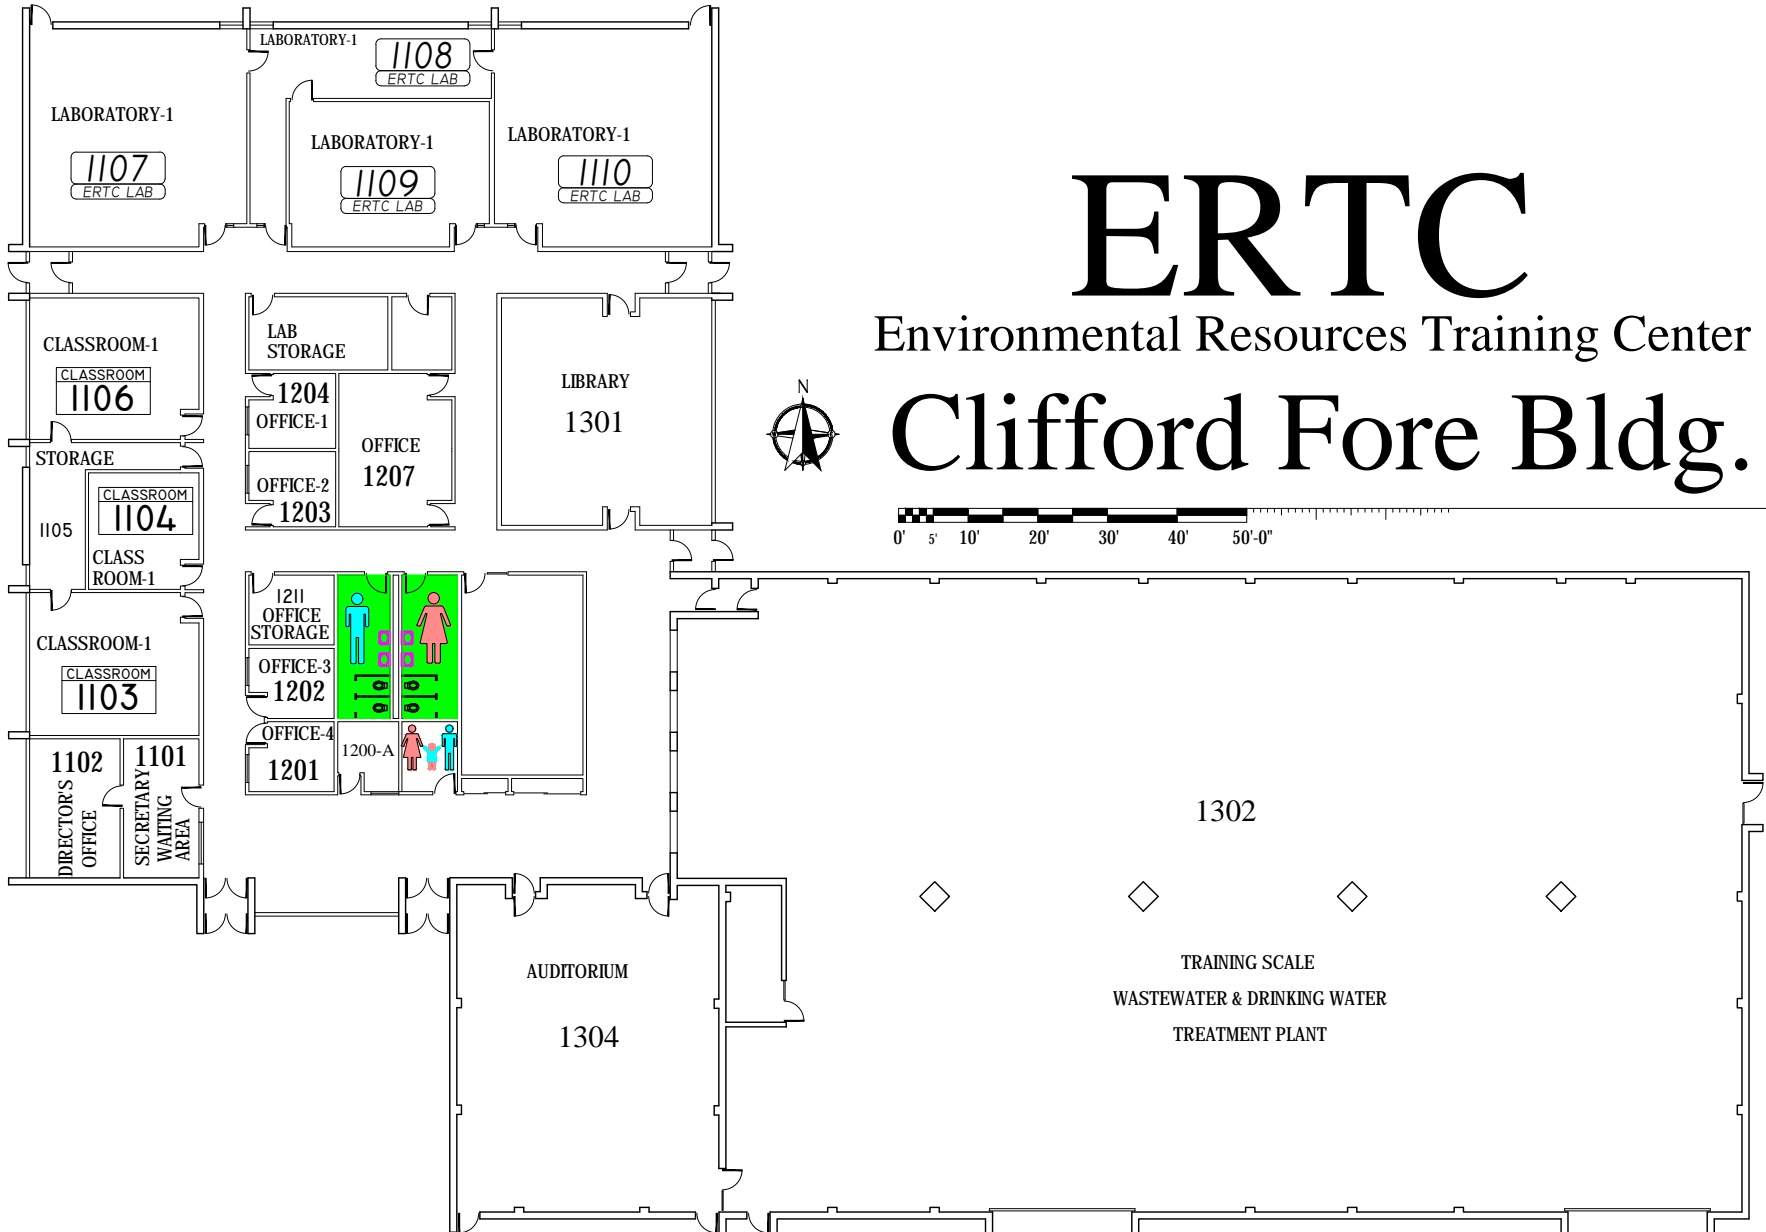 LABORATORY-1
1108
ERTC LAB
LABORATORY-1
1107
ERTC LAB
LABORATORY-1
1109
ERTC LAB
LABORATORY-1
1110
ERTC LAB
ERTC
Environmental Resources Training Center
Clifford Fore Bldg.
N
0' 5' 10' 20' 30' 40' 50'-0"
CLASSROOM-1
CLASSROOM
1106
LAB
STORAGE
1204
OFFICE-1
OFFICE
1207
OFFICE-2
1203
LIBRARY
1301
STORAGE
1105
CLASSROOM
1104
CLASS
ROOM-1
CLASSROOM-1
CLASSROOM
1103
1211
OFFICE
STORAGE
OFFICE-3
1202
OFFICE-4
1201
1200-A
1102
DIRECTOR'S
OFFICE
1101
SECRETARY
WAITING
AREA
1302
TRAINING SCALE
WASTEWATER & DRINKING WATER
TREATMENT PLANT
AUDITORIUM
1304